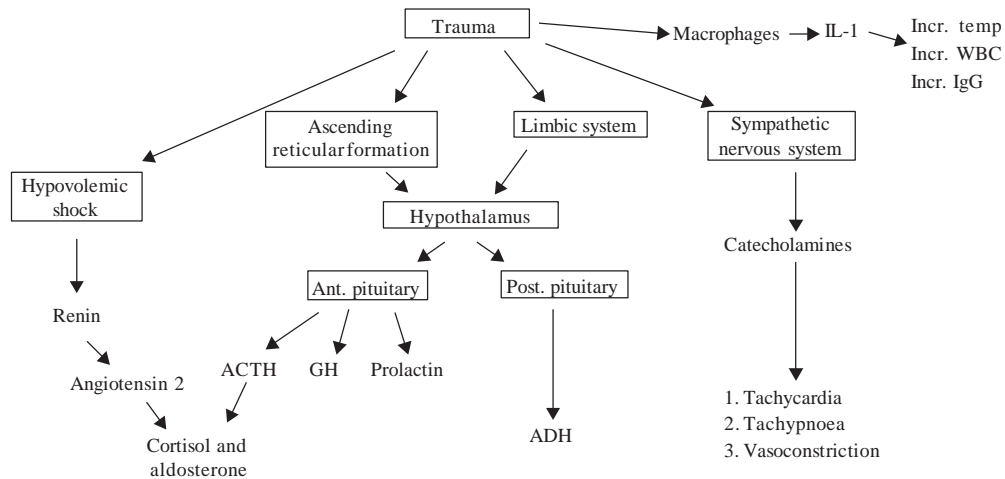 Trauma
Macrophages
IL-1
Incr. temp
Incr. WBC
Incr. IgG
Ascending
reticularformation
Limbic system
Sympathetic
nervous system
Hypovolemic
shock
Hypothalamus
Catecholamines
Ant. pituitary
Post. pituitary
Renin
ACTH
GH
Prolactin
Angiotensin 2
1. Tachycardia
2. Tachypnoea
3. Vasoconstriction
ADH
Cortisol and
aldosterone